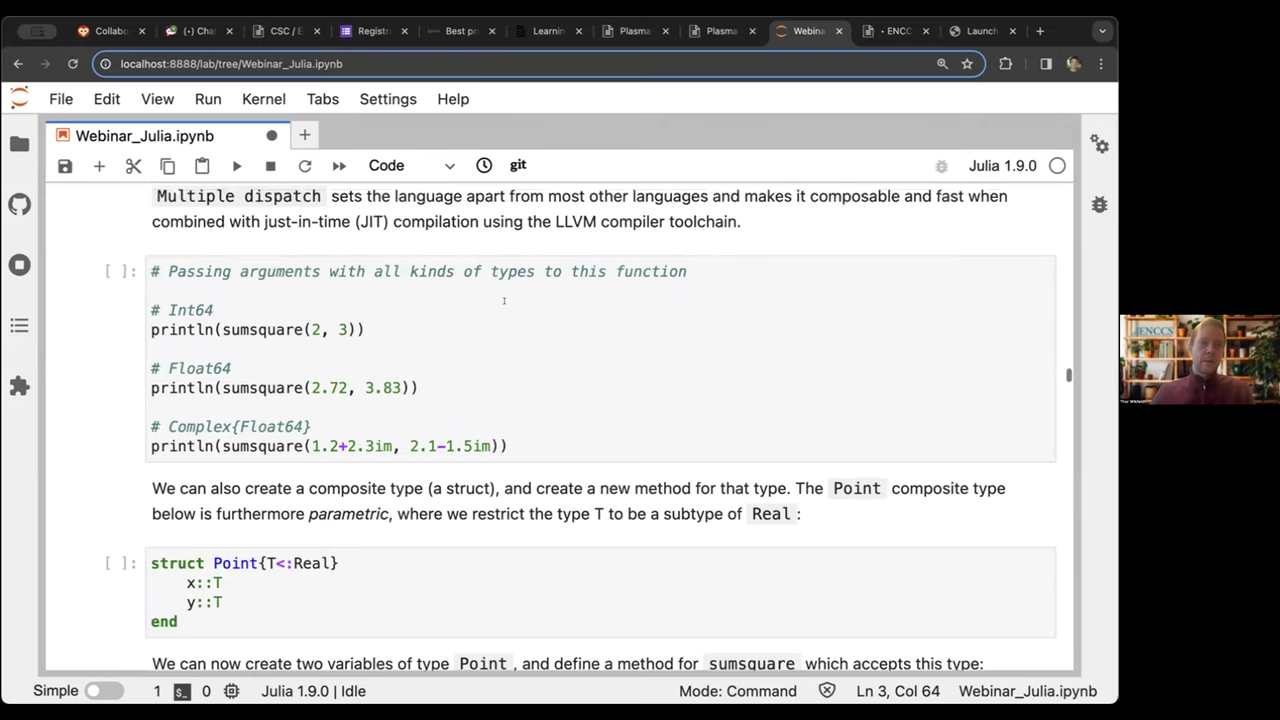 Collabo
Cha
CSC / E
Registra
Best pr
Learnin
Plasma
Plasma
Webina
• ENCC
Launch
localhost:8888/lab/tree/Webinar_Julia.ipynb
File Edit View Run Kernel Tabs Settings Help
Webinar_Julia.ipynb
Code
git
Julia 1.9.0
Multiple dispatch sets the language apart from most other languages and makes it composable and fast when
combined with just-in-time (JIT) compilation using the LLVM compiler toolchain.
[ ]: # Passing arguments with all kinds of types to this function
# Int64
println(sumsquare(2, 3))
# Float64
println(sumsquare(2.72, 3.83))
# Complex{Float64}
println(sumsquare(1.2+2.3im, 2.1-1.5im))
We can also create a composite type (a struct), and create a new method for that type. The Point composite type
below is furthermore parametric, where we restrict the type T to be a subtype of Real:
[ ]: struct Point{T<:Real}
x::T
y::T
end
We can now create two variables of type Point, and define a method for sumsquare which accepts this type:
Simple 1 0 Julia 1.9.0 | Idle Mode: Command Ln 3, Col 64 Webinar_Julia.ipynb
ENCCS